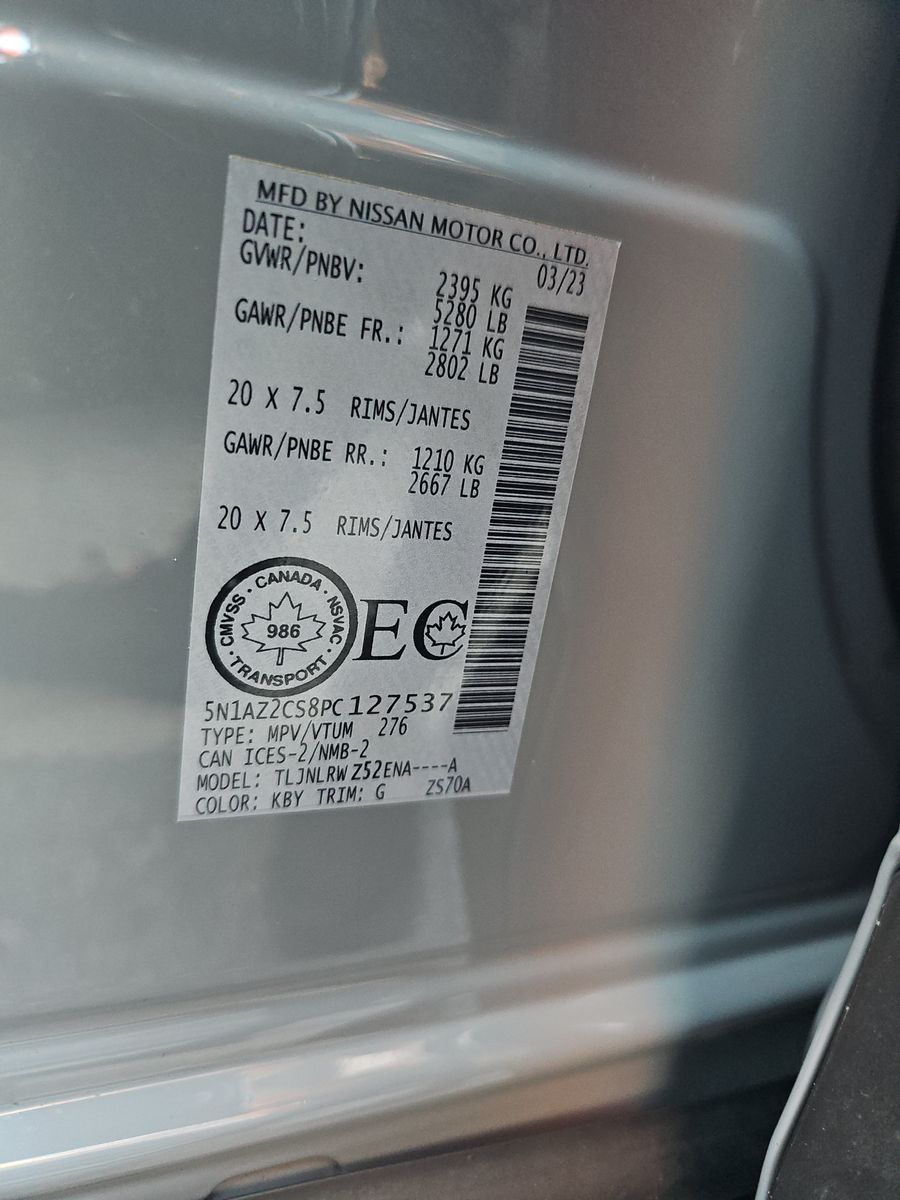 MFD BY NISSAN MOTOR CO., LTD.
DATE: 03/23
GVWR/PNBV: 2395 KG
5280 LB
GAWR/PNBE FR.: 1271 KG
2802 LB
20 X 7.5 RIMS/JANTES
GAWR/PNBE RR.: 1210 KG
2667 LB
20 X 7.5 RIMS/JANTES
CANADA · NSVAC · TRANSPORT · CMVSS ·
986
EC
5N1AZ2CS8PC127537
TYPE: MPV/VTUM 276
CAN ICES-2/NMB-2
MODEL: TLJNLRW Z52ENA----A
COLOR: KBY TRIM: G ZS70A